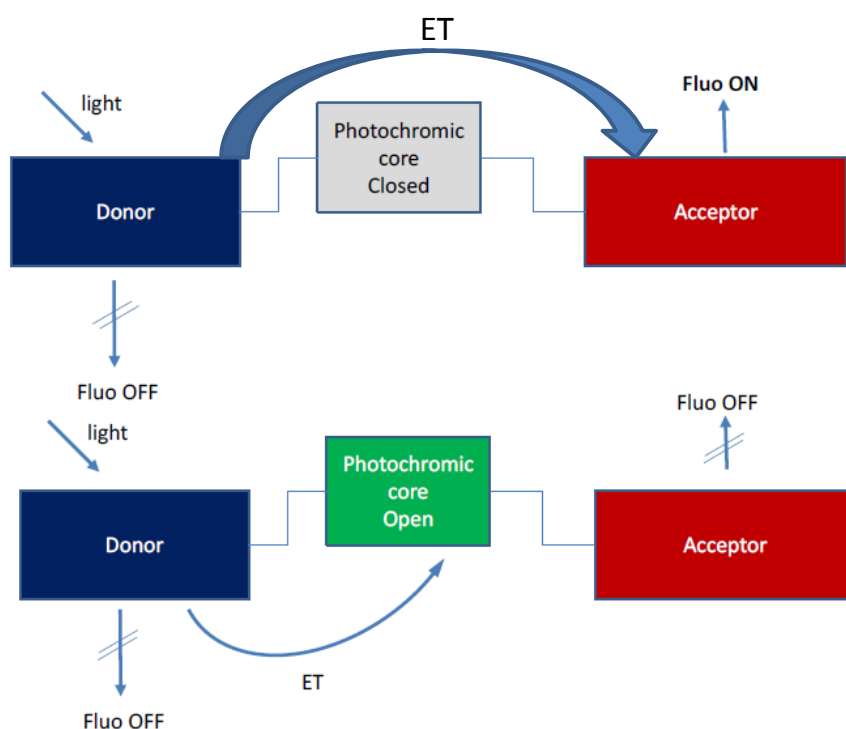 ET
Fluo ON
light
Photochromic
core
Closed
Donor
Acceptor
Fluo OFF
light
Fluo OFF
Photochromic
core
Open
Donor
Acceptor
ET
Fluo OFF